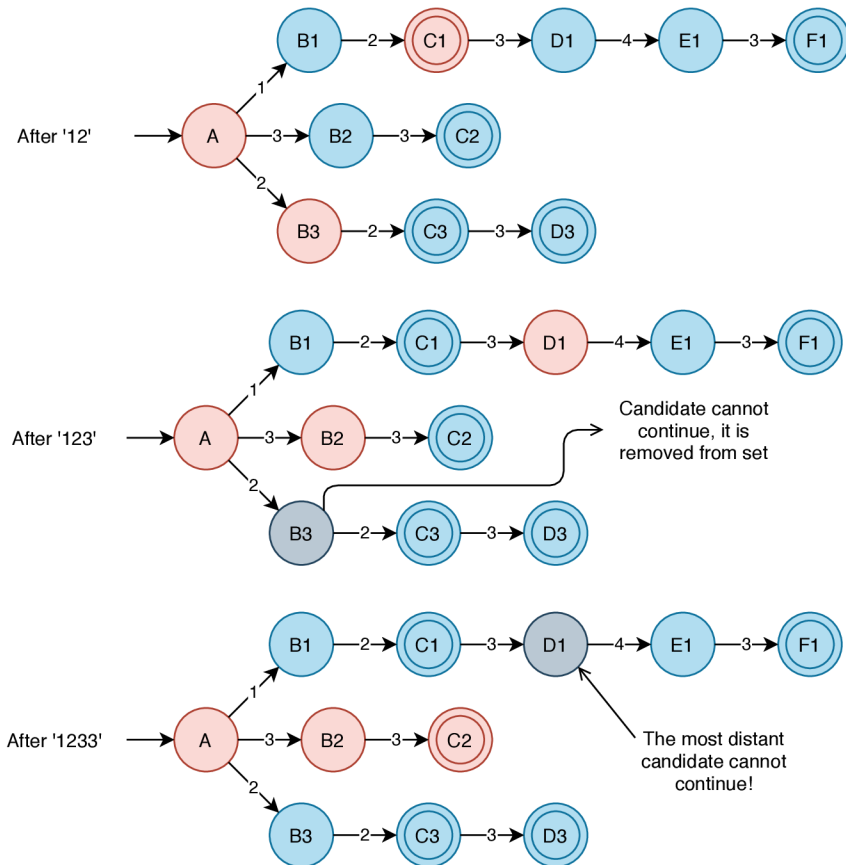 B1 2 C1 3 D1 4 E1 3 F1
1
After '12' A 3 B2 3 C2
2
B3 2 C3 3 D3
B1 2 C1 3 D1 4 E1 3 F1
1
Candidate cannot
After '123' A 3 B2 3 C2 continue, it is
removed from set
2
B3 2 C3 3 D3
B1 2 C1 3 D1 4 E1 3 F1
1
After '1233' A 3 B2 3 C2 The most distant
candidate cannot
2 continue!
B3 2 C3 3 D3